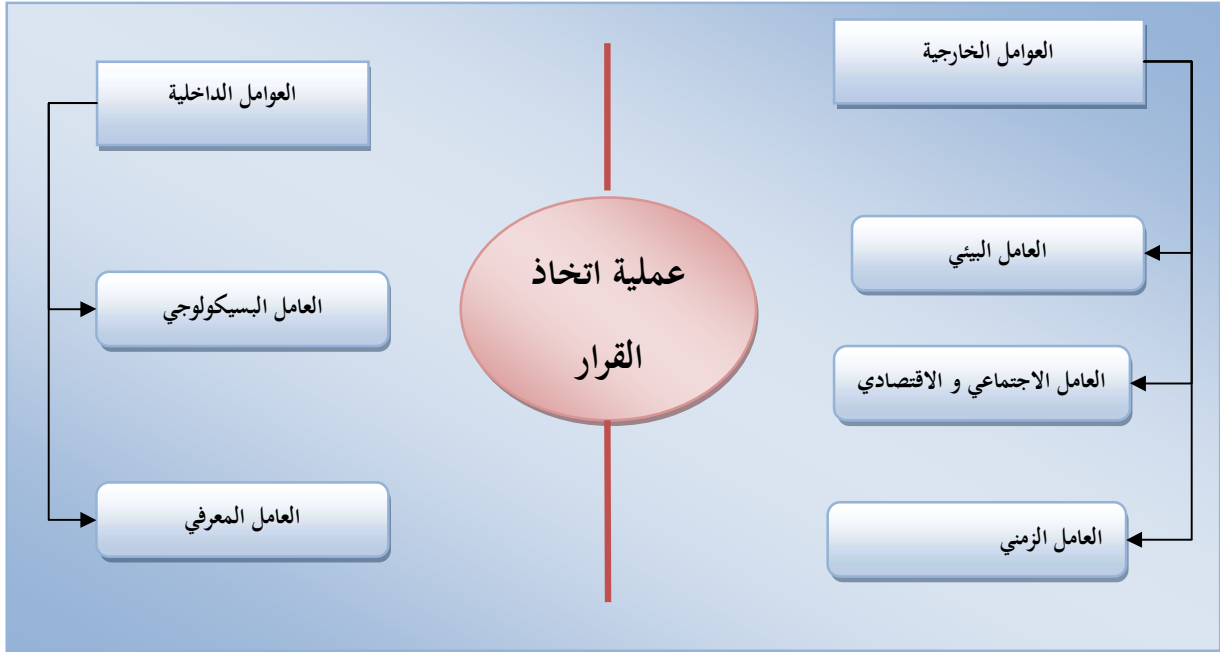 العوامل الخارجية
العامل البيئي
العامل الاجتماعي و الاقتصادي
العامل الزمني
عملية اتخاذ
القرار
العوامل الداخلية
العامل البسيكولوجي
العامل المعرفي